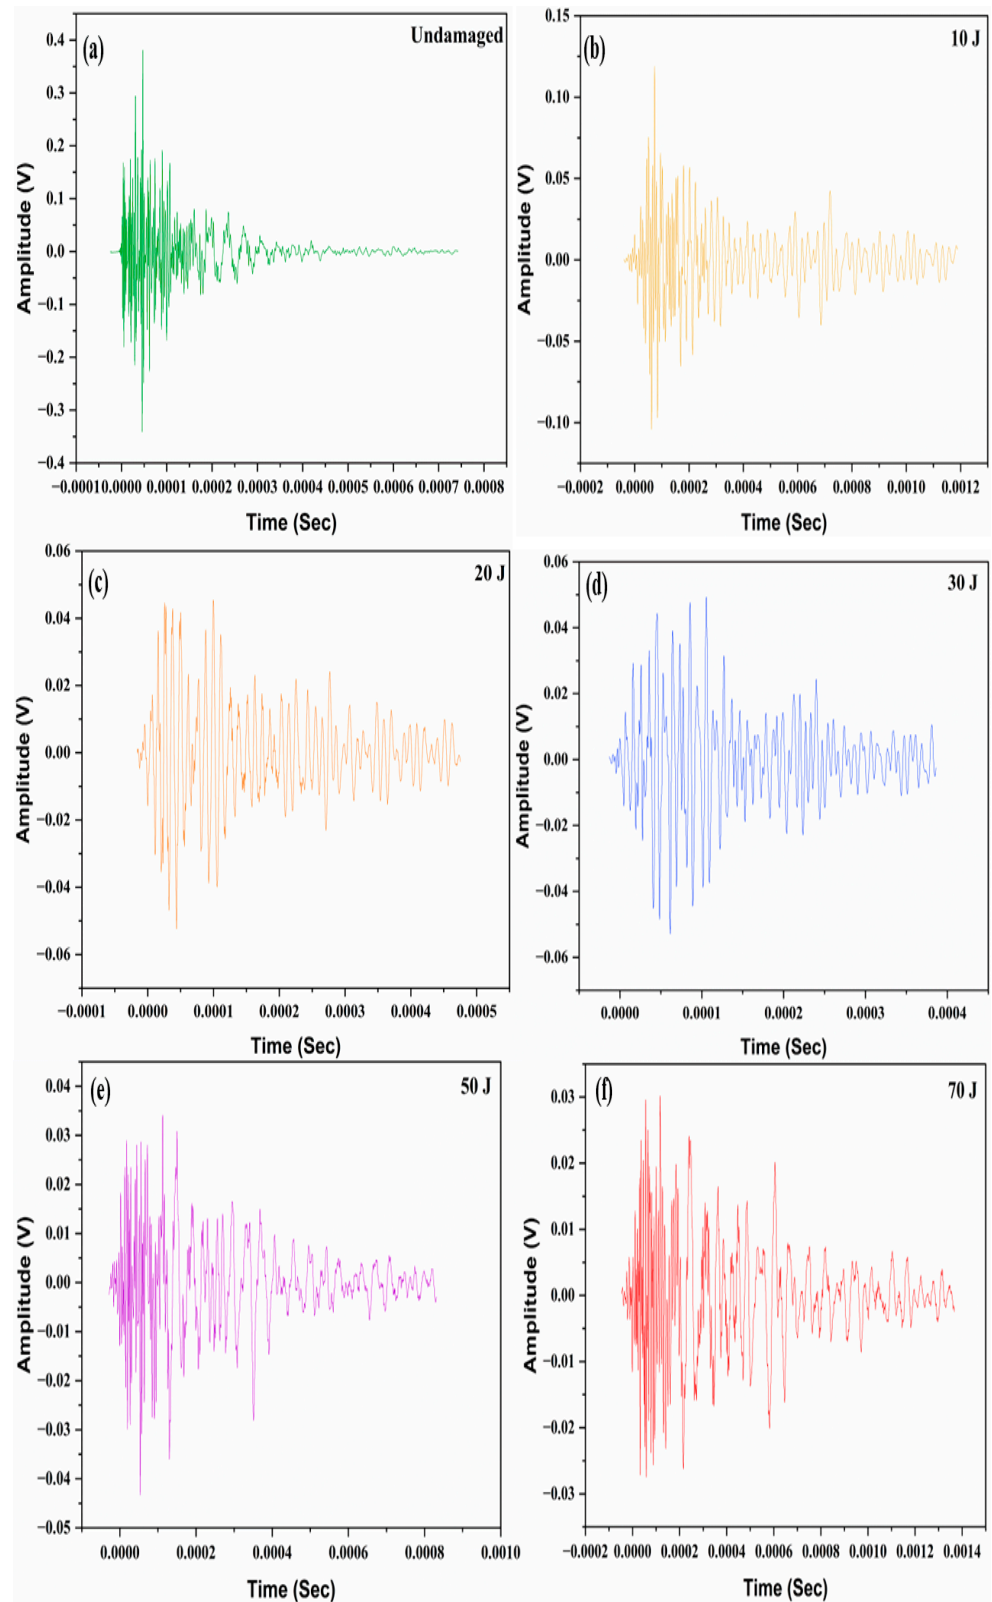 (a)
Undamaged
0.4
0.3
0.2
0.1
0.0
−0.1
−0.2
−0.3
−0.4
Amplitude (V)
−0.0001 0.0000 0.0001 0.0002 0.0003 0.0004 0.0005 0.0006 0.0007 0.0008
Time (Sec)
(b)
10 J
0.15
0.10
0.05
0.00
−0.05
−0.10
Amplitude (V)
−0.0002 0.0000 0.0002 0.0004 0.0006 0.0008 0.0010 0.0012
Time (Sec)
(c)
20 J
0.06
0.04
0.02
0.00
−0.02
−0.04
−0.06
Amplitude (V)
−0.0001 0.0000 0.0001 0.0002 0.0003 0.0004 0.0005
Time (Sec)
(d)
30 J
0.06
0.04
0.02
0.00
−0.02
−0.04
−0.06
Amplitude (V)
0.0000 0.0001 0.0002 0.0003 0.0004
Time (Sec)
(e)
50 J
0.04
0.03
0.02
0.01
0.00
−0.01
−0.02
−0.03
−0.04
−0.05
Amplitude (V)
0.0000 0.0002 0.0004 0.0006 0.0008 0.0010
Time (Sec)
(f)
70 J
0.03
0.02
0.01
0.00
−0.01
−0.02
−0.03
Amplitude (V)
−0.0002 0.0000 0.0002 0.0004 0.0006 0.0008 0.0010 0.0012 0.0014
Time (Sec)